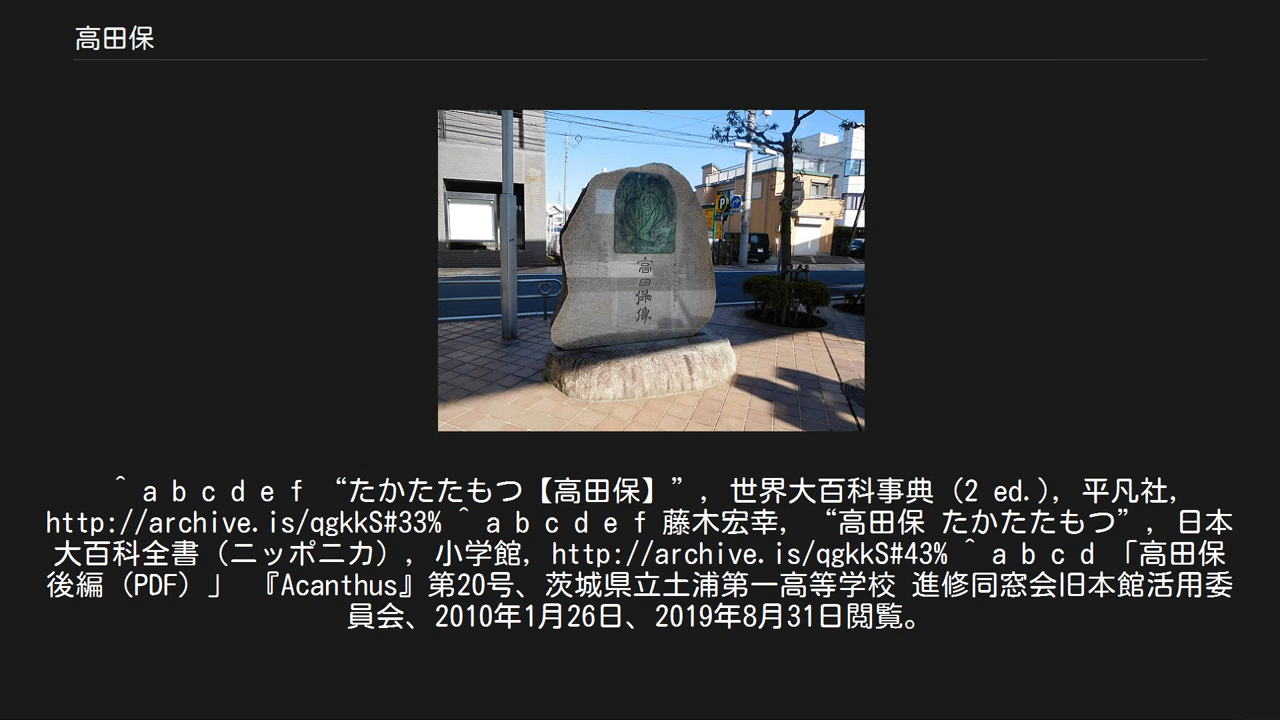 高田保
P
高田保像
＾ a b c d e f “たかたたもつ【高田保】”, 世界大百科事典 (2 ed.), 平凡社,
http://archive.is/qgkkS#33% ＾ a b c d e f 藤木宏幸, “高田保 たかたたもつ”, 日本
大百科全書（ニッポニカ）, 小学館, http://archive.is/qgkkS#43% ＾ a b c d 「高田保
後編（PDF）」 『Acanthus』第20号、茨城県立土浦第一高等学校 進修同窓会旧本館活用委
員会、2010年1月26日、2019年8月31日閲覧。